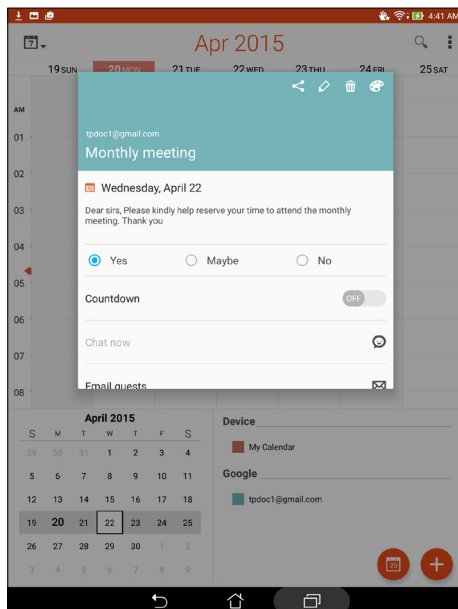 4:41 AM
7
Apr 2015
19 SUN 20 MON 21 TUE 22 WED 23 THU 24 FRI 25 SAT
AM
01
02
03
04
05
06
07
08
tpdoc1@gmail.com
Monthly meeting
Wednesday, April 22
Dear sirs, Please kindly help reserve your time to attend the monthly
meeting. Thank you
Yes Maybe No
Countdown OFF
Chat now
Email guests
April 2015
S M T W T F S
29 30 31 1 2 3 4
5 6 7 8 9 10 11
12 13 14 15 16 17 18
19 20 21 22 23 24 25
26 27 28 29 30 1 2
3 4 5 6 7 8 9
Device
My Calendar
Google
tpdoc1@gmail.com
20